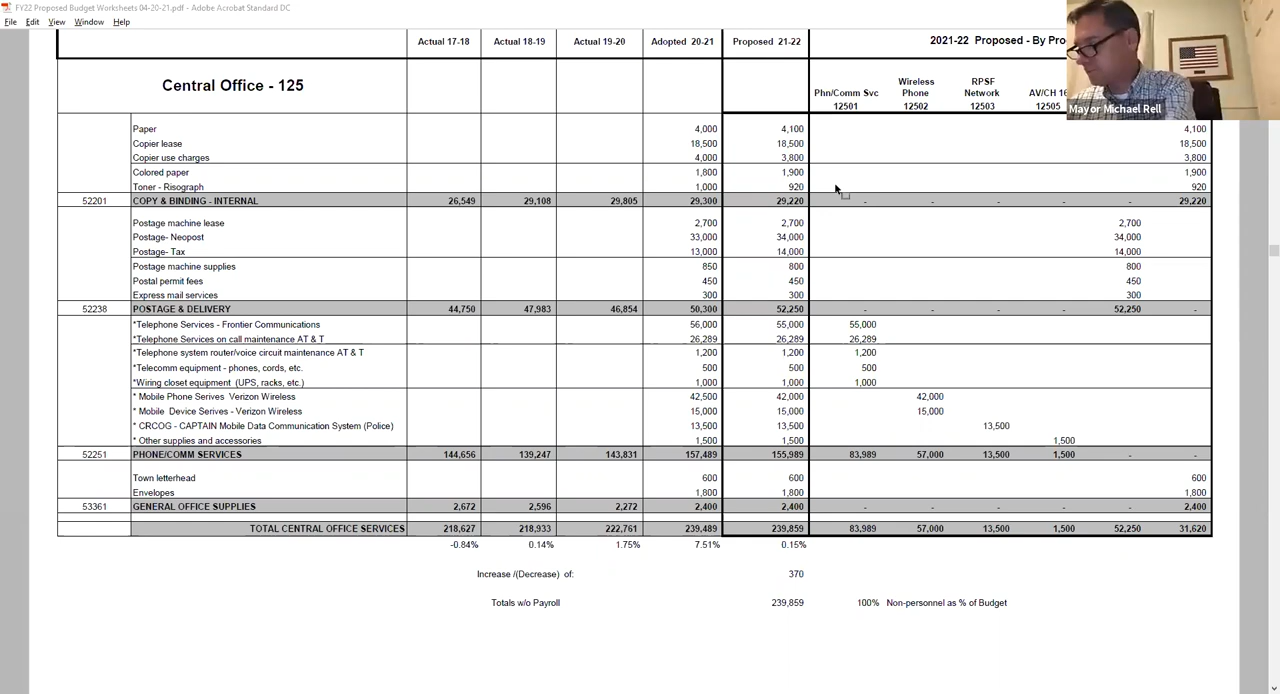 FY22 Proposed Budget Worksheets 04-20-21.pdf - Adobe Acrobat Standard DC
File Edit View Window Help
Actual 17-18 Actual 18-19 Actual 19-20 Adopted 20-21 Proposed 21-22 2021-22 Proposed - By Pro
Central Office - 125
Phn/Comm Svc 12501 Wireless Phone 12502 RPSF Network 12503 AV/CH 16 12505
Mayor Michael Rell
Paper 4,000 4,100 4,100
Copier lease 18,500 18,500 18,500
Copier use charges 4,000 3,800 3,800
Colored paper 1,800 1,900 1,900
Toner - Risograph 1,000 920 920
52201 COPY & BINDING - INTERNAL 26,549 29,108 29,805 29,300 29,220 - - - - - 29,220
Postage machine lease 2,700 2,700 2,700
Postage- Neopost 33,000 34,000 34,000
Postage- Tax 13,000 14,000 14,000
Postage machine supplies 850 800 800
Postal permit fees 450 450 450
Express mail services 300 300 300
52238 POSTAGE & DELIVERY 44,750 47,983 46,854 50,300 52,250 - - - - 52,250 -
*Telephone Services - Frontier Communications 56,000 55,000 55,000
*Telephone Services on call maintenance AT & T 26,289 26,289 26,289
*Telephone system router/voice circuit maintenance AT & T 1,200 1,200 1,200
*Telecomm equipment - phones, cords, etc. 500 500 500
*Wiring closet equipment (UPS, racks, etc.) 1,000 1,000 1,000
* Mobile Phone Serives Verizon Wireless 42,500 42,000 42,000
* Mobile Device Serives - Verizon Wireless 15,000 15,000 15,000
* CRCOG - CAPTAIN Mobile Data Communication System (Police) 13,500 13,500 13,500
* Other supplies and accessories 1,500 1,500 1,500
52251 PHONE/COMM SERVICES 144,656 139,247 143,831 157,489 155,989 83,989 57,000 13,500 1,500 - -
Town letterhead 600 600 600
Envelopes 1,800 1,800 1,800
53361 GENERAL OFFICE SUPPLIES 2,672 2,596 2,272 2,400 2,400 - - - - - 2,400
TOTAL CENTRAL OFFICE SERVICES 218,627 218,933 222,761 239,489 239,859 83,989 57,000 13,500 1,500 52,250 31,620
-0.84% 0.14% 1.75% 7.51% 0.15%
Increase /(Decrease) of: 370
Totals w/o Payroll 239,859 100% Non-personnel as % of Budget